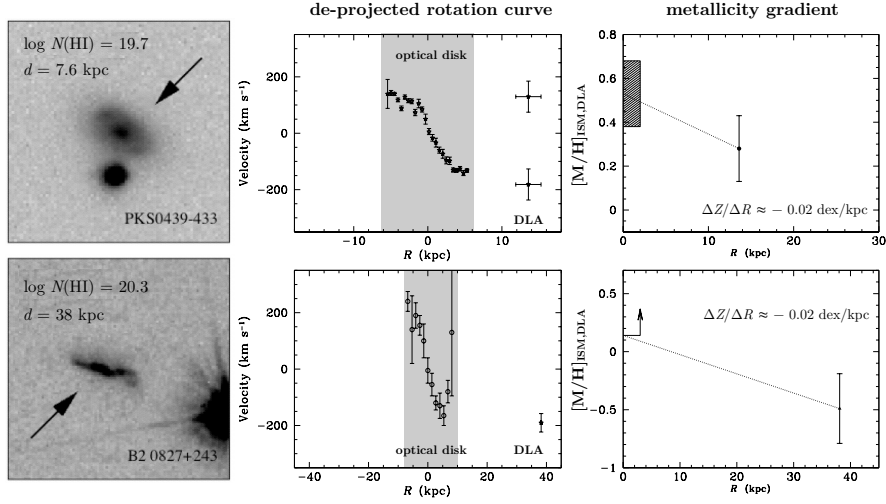 de-projected rotation curve
metallicity gradient
log N(HI) = 19.7
d = 7.6 kpc
PKS0439-433
optical disk
DLA
Velocity (km s⁻¹)
200
0
−200
−10
0
10
R (kpc)
[M/H]ISM,DLA
0.8
0.6
0.4
0.2
0
ΔZ/ΔR ≈ − 0.02 dex/kpc
0
10
20
30
R (kpc)
log N(HI) = 20.3
d = 38 kpc
B2 0827+243
Velocity (km s⁻¹)
200
0
−200
optical disk
DLA
−40
−20
0
20
40
R (kpc)
[M/H]ISM,DLA
0.5
0
−0.5
−1
ΔZ/ΔR ≈ − 0.02 dex/kpc
0
10
20
30
40
R (kpc)